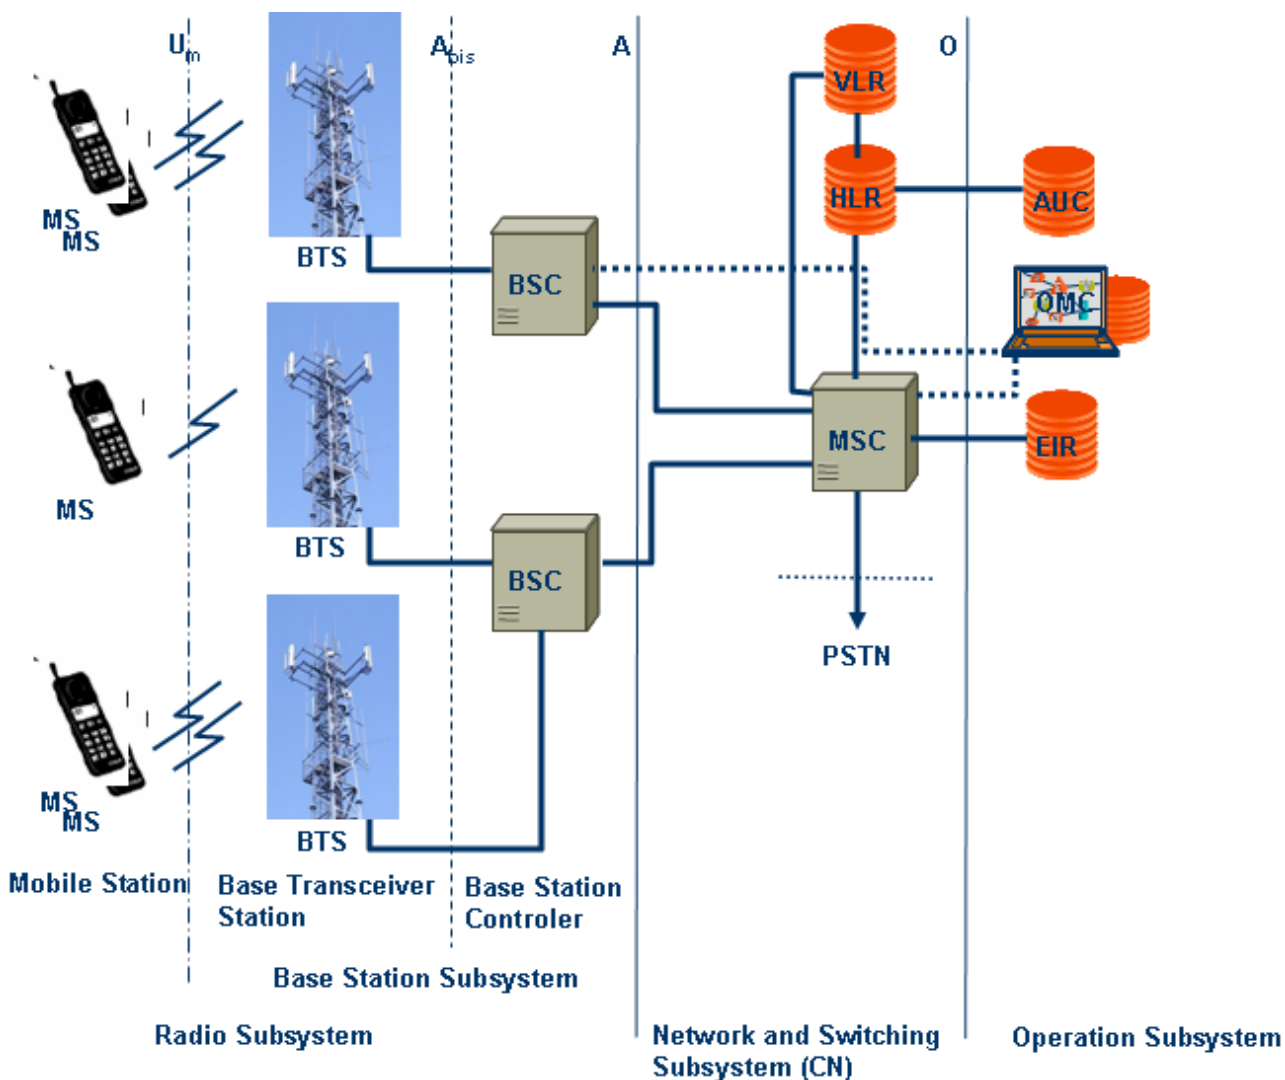 Um
Abis
A
O
VLR
HLR
AUC
MS
MS
BTS
BSC
OMC
MS
BTS
MSC
EIR
BSC
PSTN
MS
MS
BTS
Mobile Station
Base Transceiver
Station
Base Station
Controler
Base Station Subsystem
Radio Subsystem
Network and Switching
Subsystem (CN)
Operation Subsystem